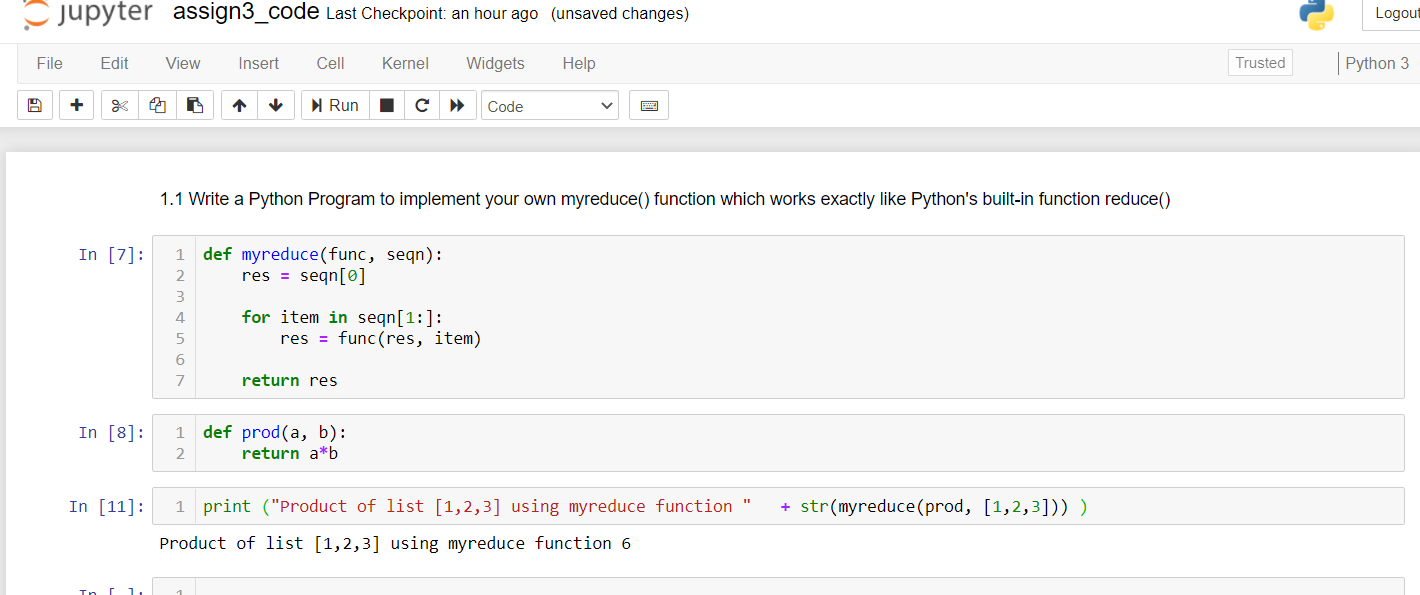 jupyter assign3_code Last Checkpoint: an hour ago (unsaved changes) Logout
File Edit View Insert Cell Kernel Widgets Help Trusted Python 3
Run Code
1.1 Write a Python Program to implement your own myreduce() function which works exactly like Python's built-in function reduce()
In [7]: 1 def myreduce(func, seqn):
2     res = seqn[0]
3
4     for item in seqn[1:]:
5         res = func(res, item)
6
7     return res
In [8]: 1 def prod(a, b):
2     return a*b
In [11]: 1 print ("Product of list [1,2,3] using myreduce function "   + str(myreduce(prod, [1,2,3])) )
Product of list [1,2,3] using myreduce function 6
In [ ]: 1